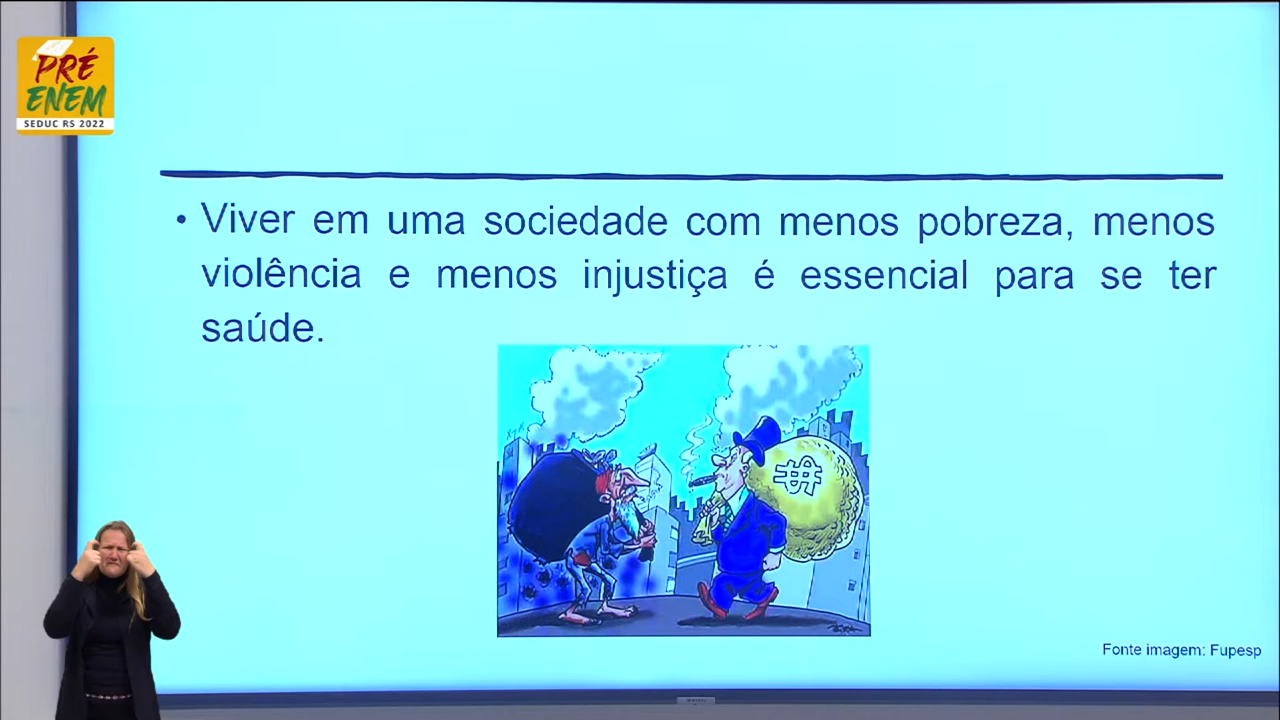 PRÉ
ENEM
SEDUC RS 2022
• Viver em uma sociedade com menos pobreza, menos
violência e menos injustiça é essencial para se ter
saúde.
Fonte imagem: Fupesp